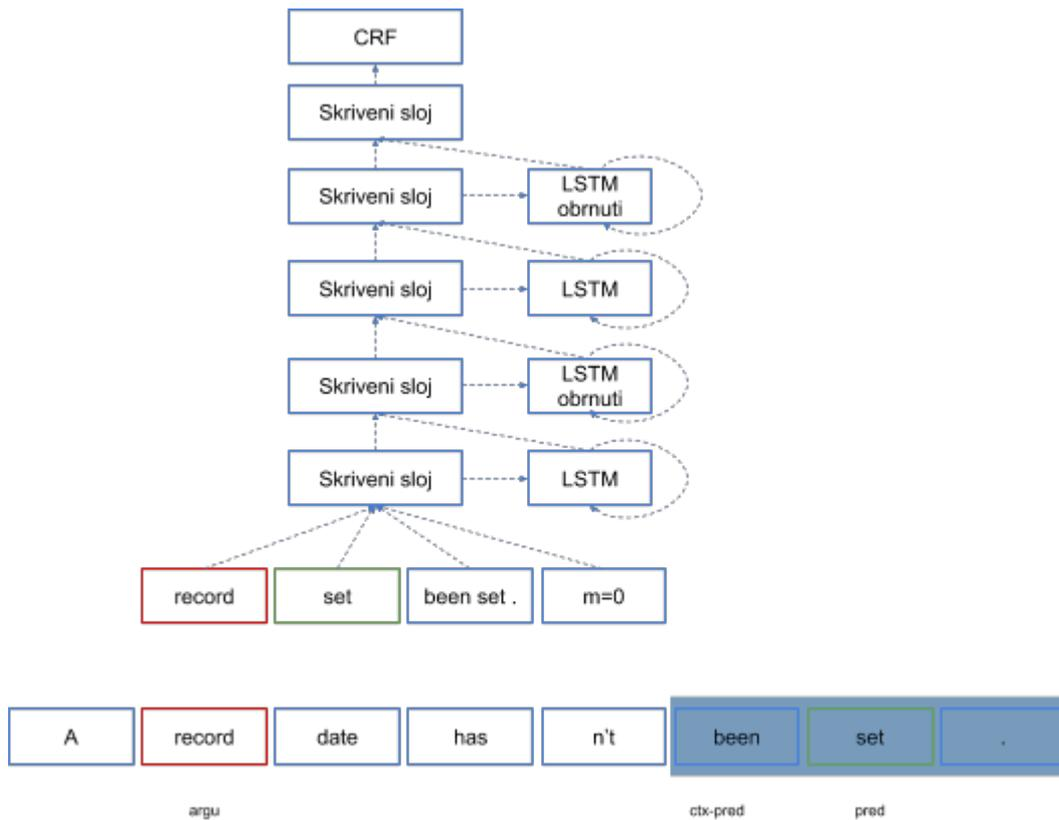 CRF
Skriveni sloj
Skriveni sloj
LSTM
obrnuti
Skriveni sloj
LSTM
Skriveni sloj
LSTM
obrnuti
Skriveni sloj
LSTM
record
set
been set .
m=0
A
record
date
has
n't
been
set
.
argu
ctx-pred
pred